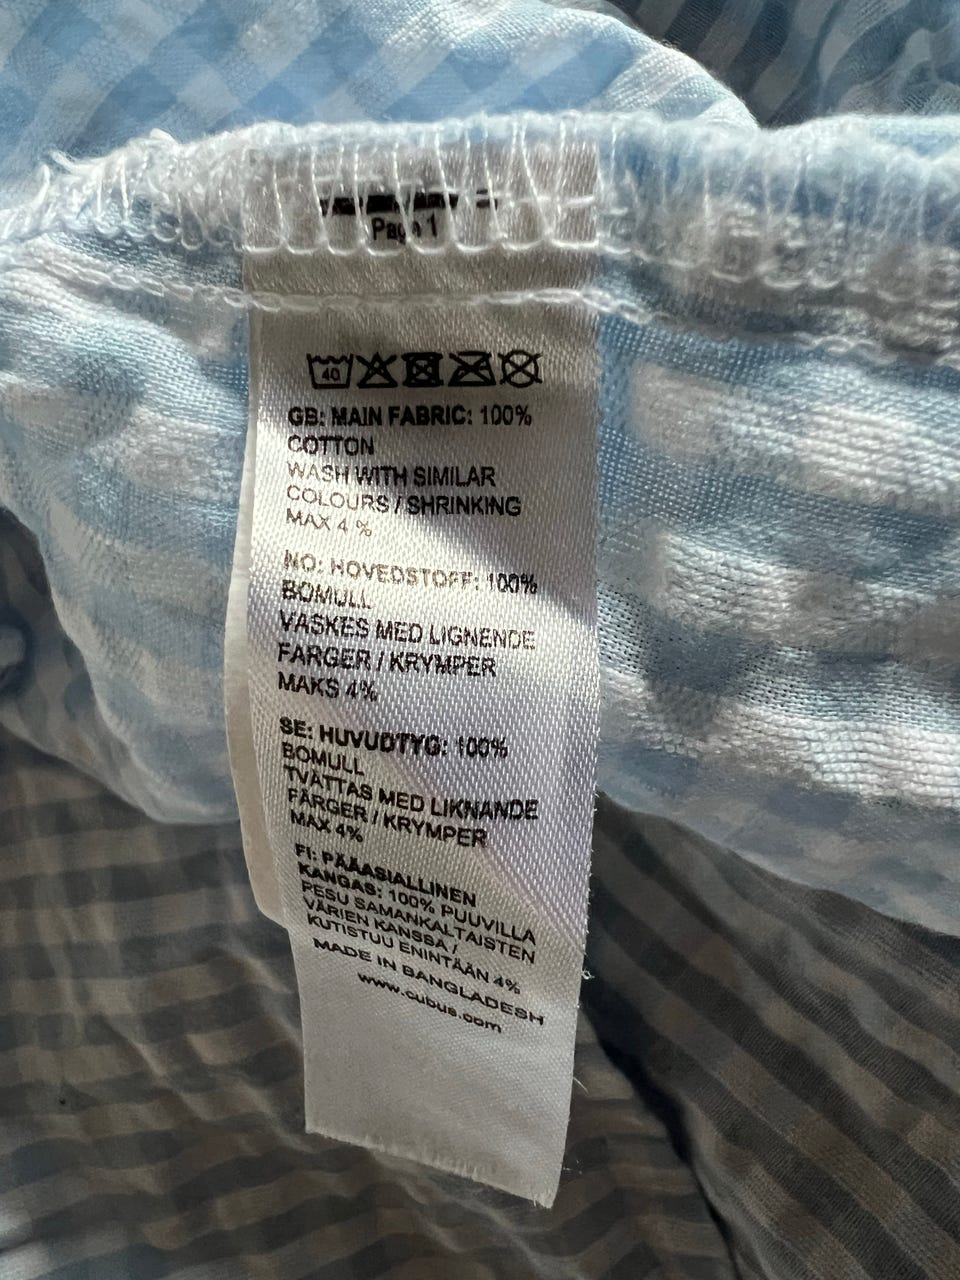 Page 1
40
GB: MAIN FABRIC: 100%
COTTON
WASH WITH SIMILAR
COLOURS / SHRINKING
MAX 4 %
NO: HOVEDSTOFF: 100%
BOMULL
VASKES MED LIGNENDE
FARGER / KRYMPER
MAKS 4%
SE: HUVUDTYG: 100%
BOMULL
TVÄTTAS MED LIKNANDE
FÄRGER / KRYMPER
MAX 4%
FI: PÄÄASIALLINEN
KANGAS: 100% PUUVILLA
PESU SAMANKALTAISTEN
VÄRIEN KANSSA /
KUTISTUU ENINTÄÄN 4%
MADE IN BANGLADESH
www.cubus.com